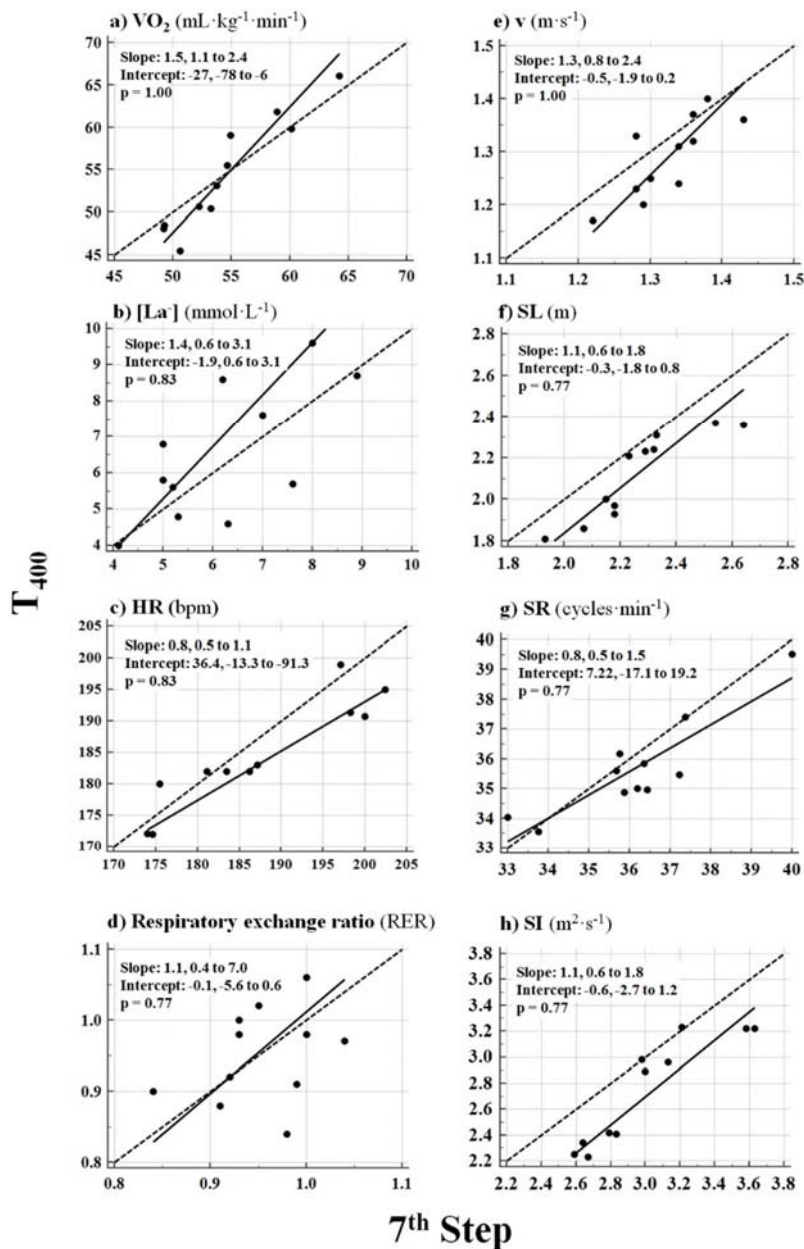 a) VO₂ (mL·kg⁻¹·min⁻¹)
70
65
60
55
50
45
Slope: 1.5, 1.1 to 2.4
Intercept: -27, -78 to -6
p = 1.00
45 50 55 60 65 70
e) v (m·s⁻¹)
1.5
1.4
1.3
1.2
1.1
Slope: 1.3, 0.8 to 2.4
Intercept: -0.5, -1.9 to 0.2
p = 1.00
1.1 1.2 1.3 1.4 1.5
b) [La⁻] (mmol·L⁻¹)
10
9
8
7
6
5
4
Slope: 1.4, 0.6 to 3.1
Intercept: -1.9, 0.6 to 3.1
p = 0.83
4 5 6 7 8 9 10
f) SL (m)
2.8
2.6
2.4
2.2
2.0
1.8
Slope: 1.1, 0.6 to 1.8
Intercept: -0.3, -1.8 to 0.8
p = 0.77
1.8 2.0 2.2 2.4 2.6 2.8
T₄₀₀
c) HR (bpm)
205
200
195
190
185
180
175
170
Slope: 0.8, 0.5 to 1.1
Intercept: 36.4, -13.3 to -91.3
p = 0.83
170 175 180 185 190 195 200 205
g) SR (cycles·min⁻¹)
40
39
38
37
36
35
34
33
Slope: 0.8, 0.5 to 1.5
Intercept: 7.22, -17.1 to 19.2
p = 0.77
33 34 35 36 37 38 39 40
d) Respiratory exchange ratio (RER)
1.1
1.0
0.9
0.8
Slope: 1.1, 0.4 to 7.0
Intercept: -0.1, -5.6 to 0.6
p = 0.77
0.8 0.9 1.0 1.1
h) SI (m²·s⁻¹)
3.8
3.6
3.4
3.2
3.0
2.8
2.6
2.4
2.2
Slope: 1.1, 0.6 to 1.8
Intercept: -0.6, -2.7 to 1.2
p = 0.77
2.2 2.4 2.6 2.8 3.0 3.2 3.4 3.6 3.8
7ᵗʰ Step